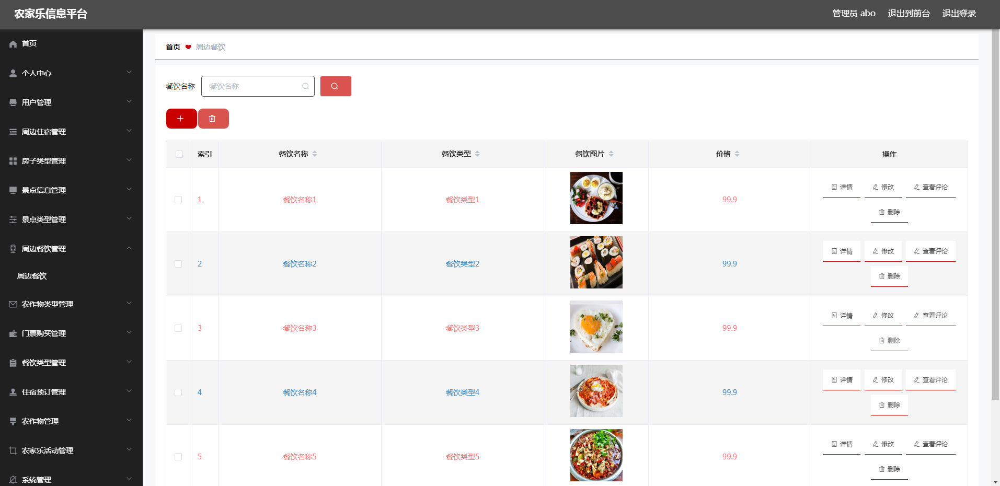 农家乐信息平台
管理员 abo 退出到前台 退出登录
首页
个人中心
用户管理
周边住宿管理
房子类型管理
景点信息管理
景点类型管理
周边餐饮管理
周边餐饮
农作物类型管理
门票购买管理
餐饮类型管理
住宿预订管理
农作物管理
农家乐活动管理
系统管理
首页 周边餐饮
餐饮名称 餐饮名称
索引 餐饮名称 餐饮类型 餐饮图片 价格 操作
1 餐饮名称1 餐饮类型1 99.9 详情 修改 查看评论
删除
2 餐饮名称2 餐饮类型2 99.9 详情 修改 查看评论
删除
3 餐饮名称3 餐饮类型3 99.9 详情 修改 查看评论
删除
4 餐饮名称4 餐饮类型4 99.9 详情 修改 查看评论
删除
5 餐饮名称5 餐饮类型5 99.9 详情 修改 查看评论
删除